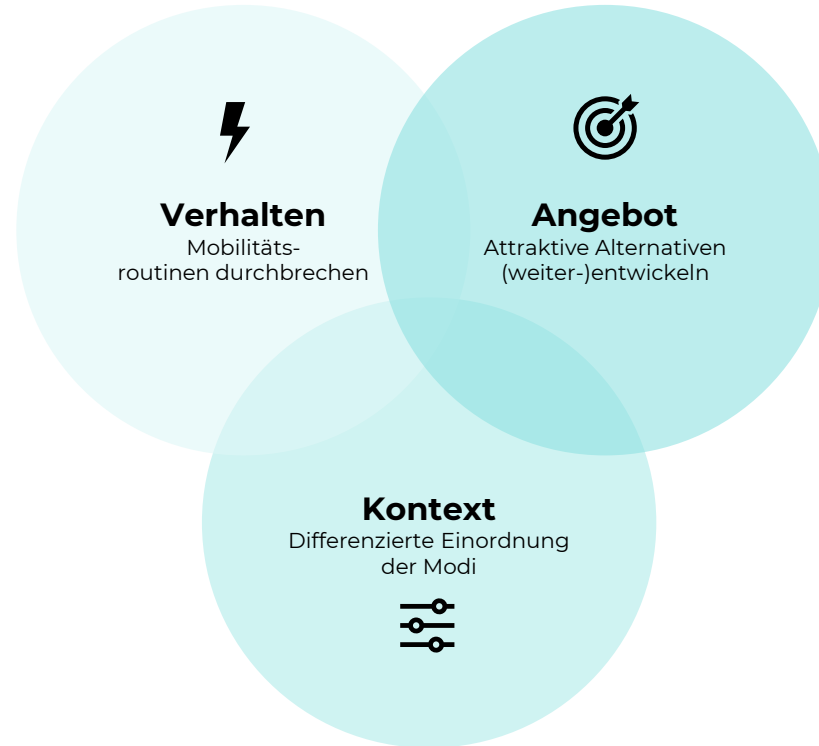 Verhalten
Mobilitäts-
routinen durchbrechen
Angebot
Attraktive Alternativen
(weiter-)entwickeln
Kontext
Differenzierte Einordnung
der Modi